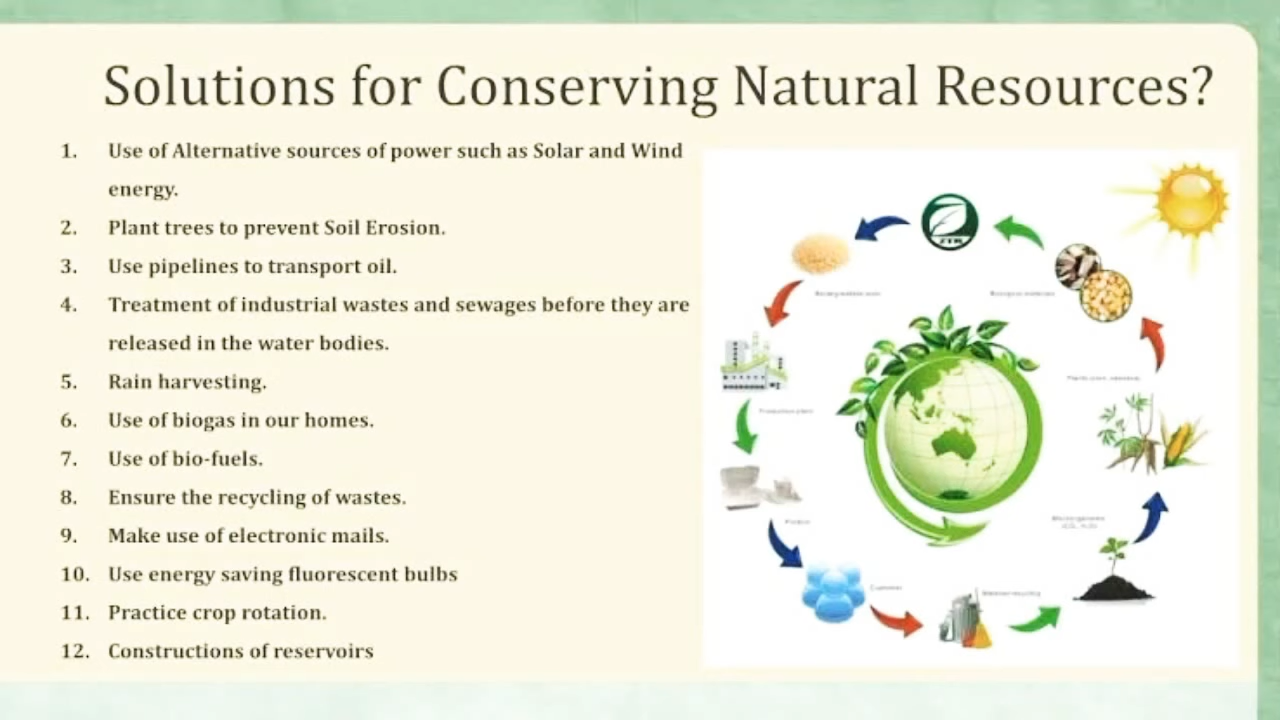 Solutions for Conserving Natural Resources?
1. Use of Alternative sources of power such as Solar and Wind
energy.
2. Plant trees to prevent Soil Erosion.
3. Use pipelines to transport oil.
4. Treatment of industrial wastes and sewages before they are
released in the water bodies.
5. Rain harvesting.
6. Use of biogas in our homes.
7. Use of bio-fuels.
8. Ensure the recycling of wastes.
9. Make use of electronic mails.
10. Use energy saving fluorescent bulbs
11. Practice crop rotation.
12. Constructions of reservoirs
Production plant
Product
Customer